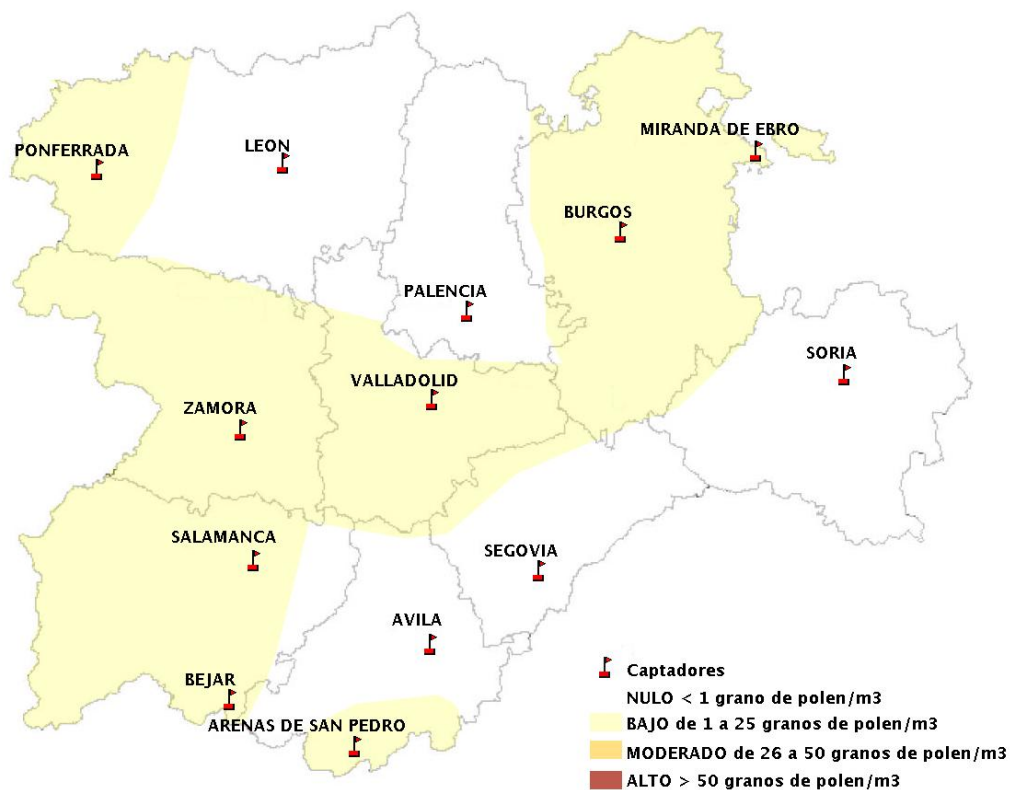 MIRANDA DE EBRO
PONFERRADA
LEON
BURGOS
PALENCIA
SORIA
VALLADOLID
ZAMORA
SALAMANCA
SEGOVIA
AVILA
BEJAR
ARENAS DE SAN PEDRO
Captadores
NULO < 1 grano de polen/m3
BAJO de 1 a 25 granos de polen/m3
MODERADO de 26 a 50 granos de polen/m3
ALTO > 50 granos de polen/m3